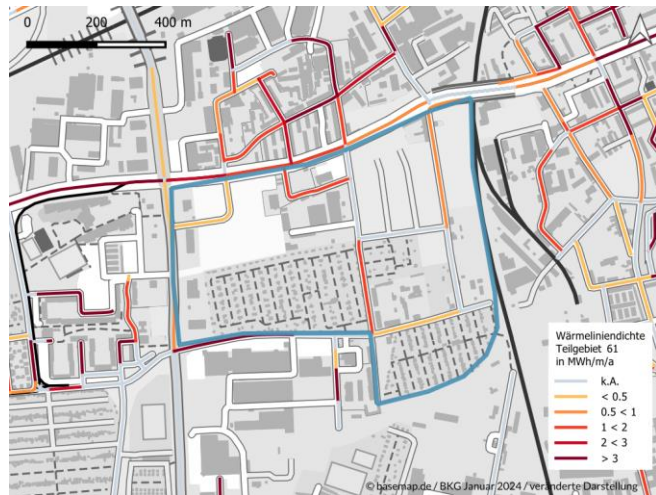 0 200 400 m
Wärmeliniendichte
Teilgebiet 61
in MWh/m/a
k.A.
< 0.5
0.5 < 1
1 < 2
2 < 3
> 3
© basemap.de / BKG Januar 2024 / veränderte Darstellung